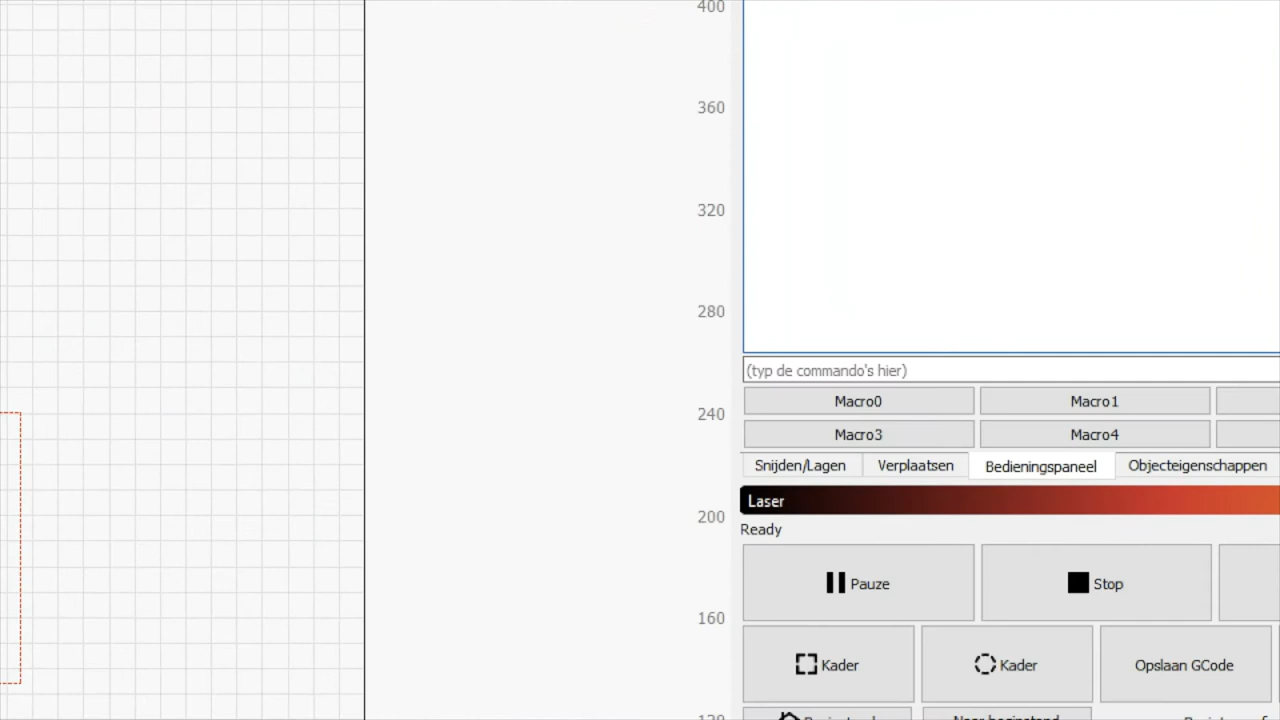 400
360
320
280
(typ de commando's hier)
Macro0 Macro1
240
Macro3 Macro4
Snijden/Lagen Verplaatsen Bedieningspaneel Objecteigenschappen
Laser
200
Ready
Pauze Stop
160
Kader Kader Opslaan GCode